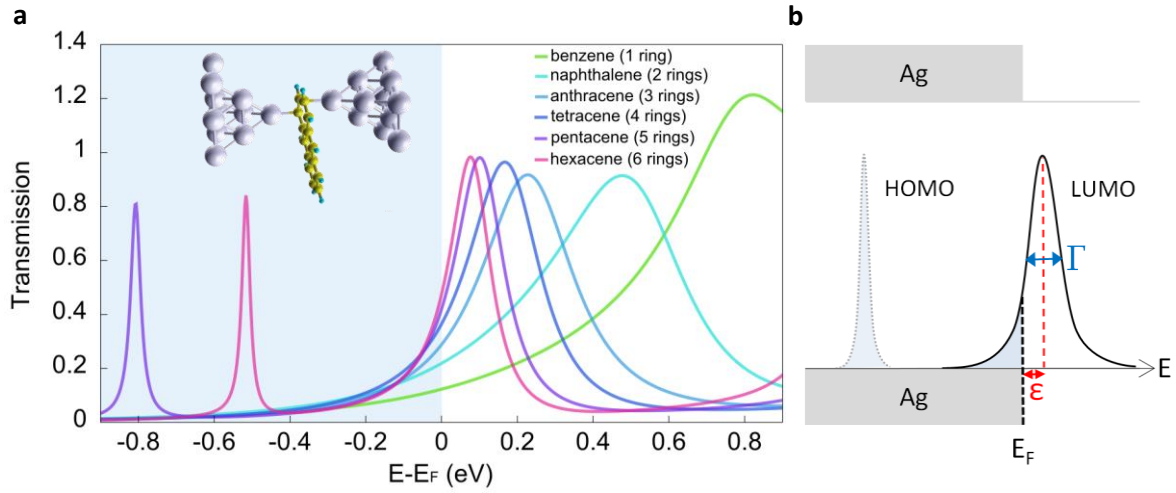 a
1.4
1.2
1
0.8
0.6
0.4
0.2
0
Transmission
-0.8
-0.6
-0.4
-0.2
0
0.2
0.4
0.6
0.8
E-EF (eV)
benzene (1 ring)
naphthalene (2 rings)
anthracene (3 rings)
tetracene (4 rings)
pentacene (5 rings)
hexacene (6 rings)
b
Ag
HOMO
LUMO
Γ
E
Ag
ε
EF